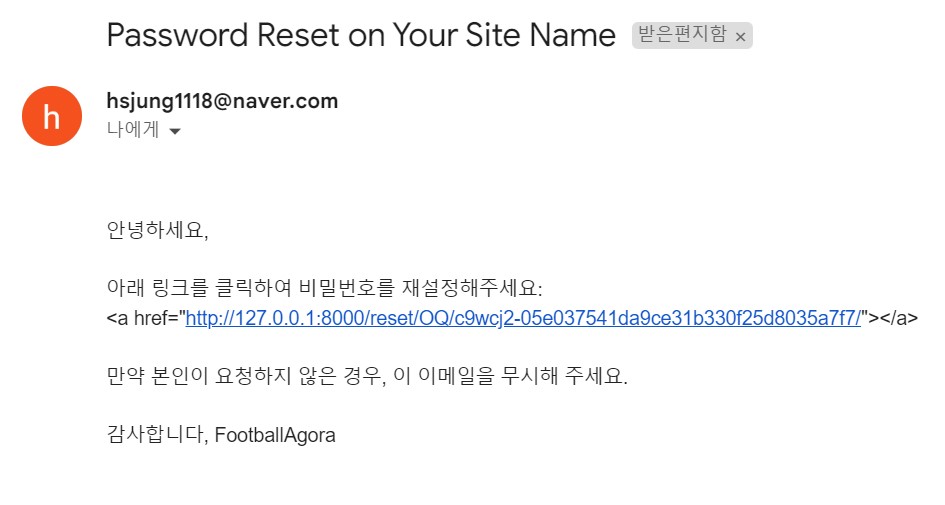 Password Reset on Your Site Name 받은편지함 ×
h
hsjung1118@naver.com
나에게
안녕하세요,
아래 링크를 클릭하여 비밀번호를 재설정해주세요:
<a href="http://127.0.0.1:8000/reset/OQ/c9wcj2-05e037541da9ce31b330f25d8035a7f7/"></a>
만약 본인이 요청하지 않은 경우, 이 이메일을 무시해 주세요.
감사합니다, FootballAgora